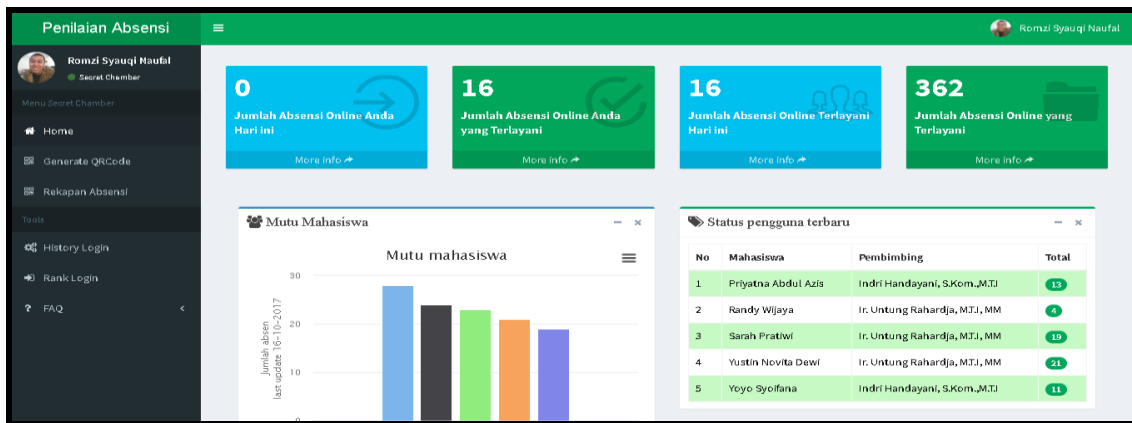 Penilaian Absensi
Romzi Syauqi Naufal
Romzi Syauqi Naufal
Secret Chamber
Menu Secret Chamber
Home
Generate QRCode
Rekapan Absensi
Tools
History Login
Rank Login
? FAQ
0
Jumlah Absensi Online Anda
Hari ini
More info
16
Jumlah Absensi Online Anda
yang Terlayani
More info
16
Jumlah Absensi Online Terlayani
Hari ini
More info
362
Jumlah Absensi Online yang
Terlayani
More info
Mutu Mahasiswa
Mutu mahasiswa
Jumlah absen
last update 16-10-2017
30
20
10
0
Status pengguna terbaru
No Mahasiswa Pembimbing Total
1 Priyatna Abdul Azis Indri Handayani, S.Kom.,M.T.I 13
2 Randy Wijaya Ir. Untung Rahardja, M.T.I, MM 4
3 Sarah Pratiwi Ir. Untung Rahardja, M.T.I, MM 19
4 Yustin Novita Dewi Ir. Untung Rahardja, M.T.I, MM 21
5 Yoyo Syoifana Indri Handayani, S.Kom.,M.T.I 11